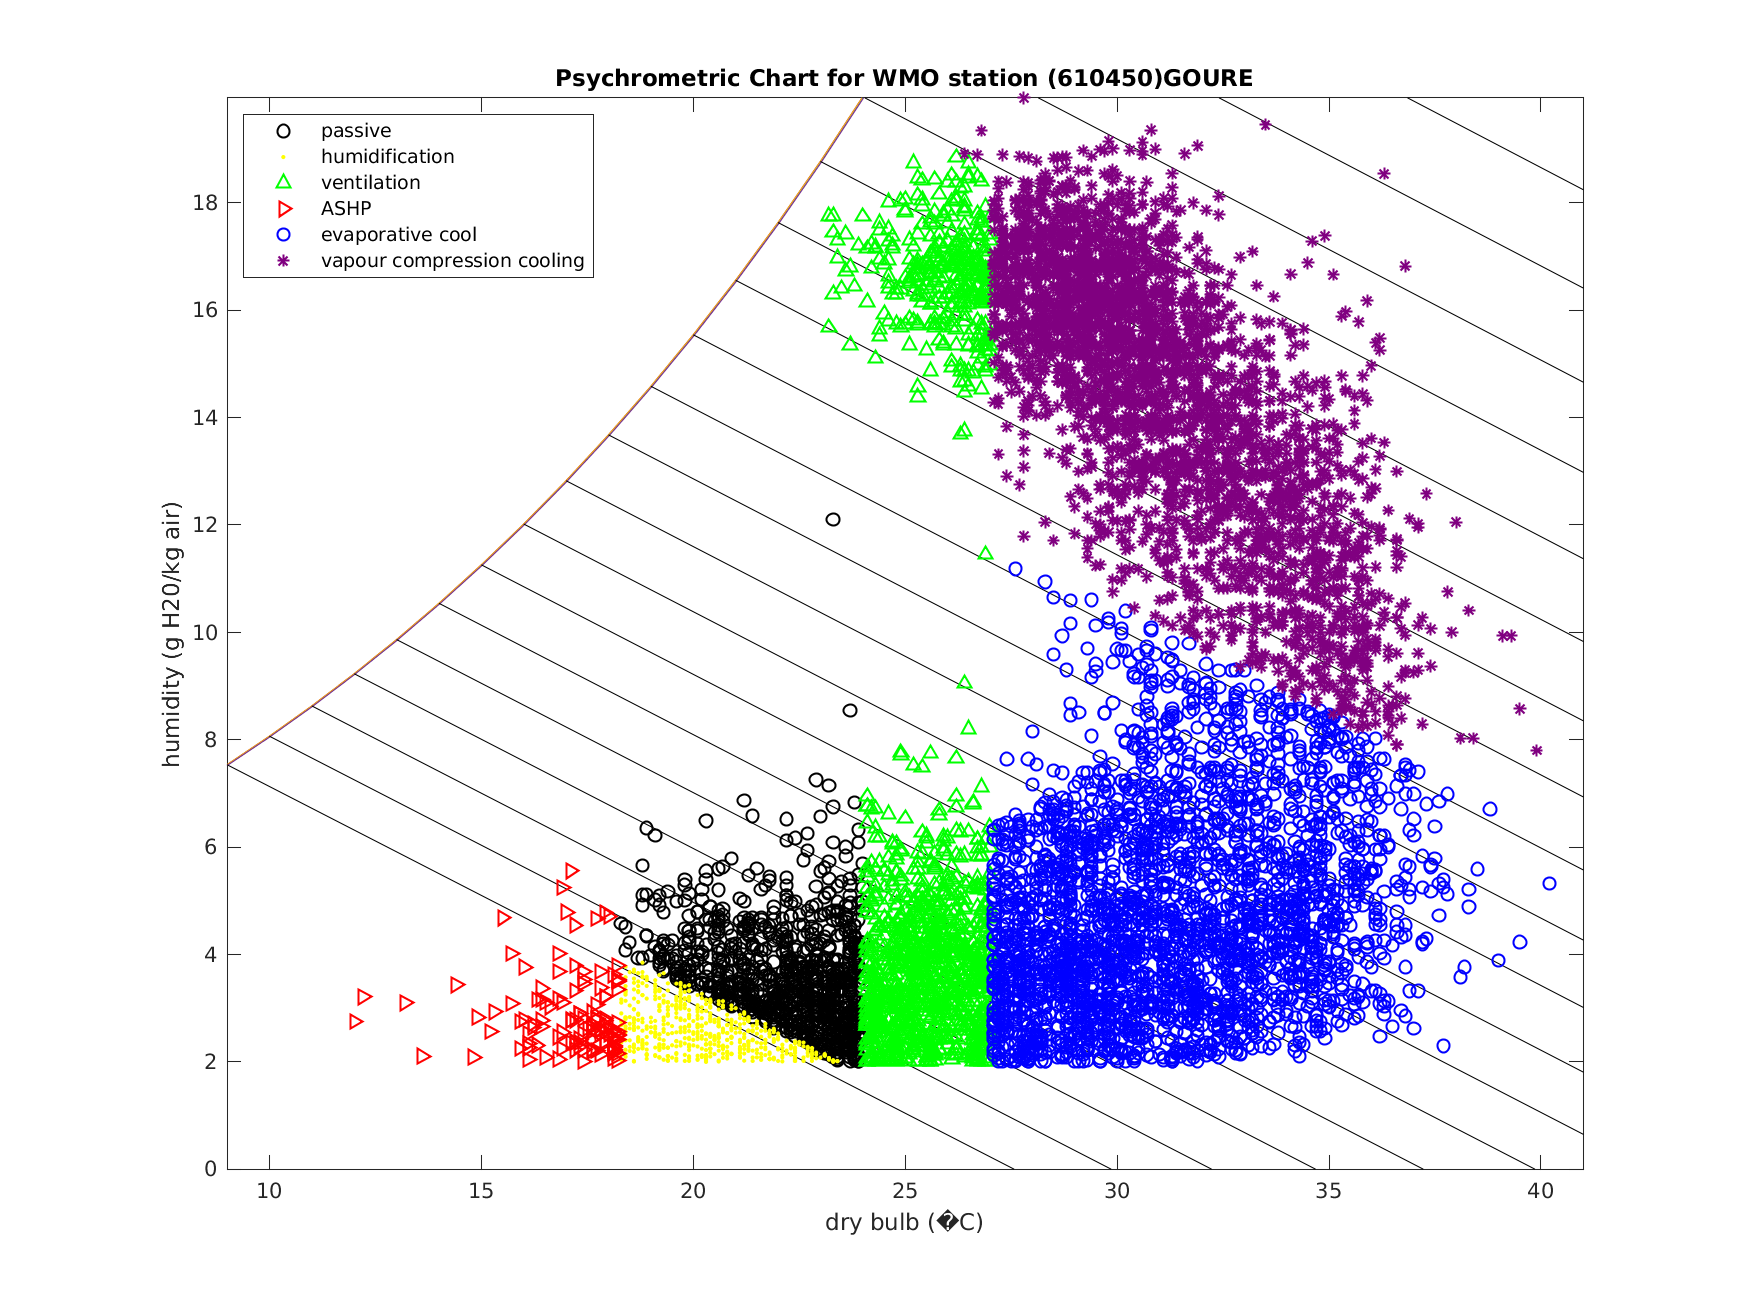 Psychrometric Chart for WMO station (610450)GOURE
passive
humidification
ventilation
ASHP
evaporative cool
vapour compression cooling
humidity (g H20/kg air)
18
16
14
12
10
8
6
4
2
0
10 15 20 25 30 35 40
dry bulb (�C)